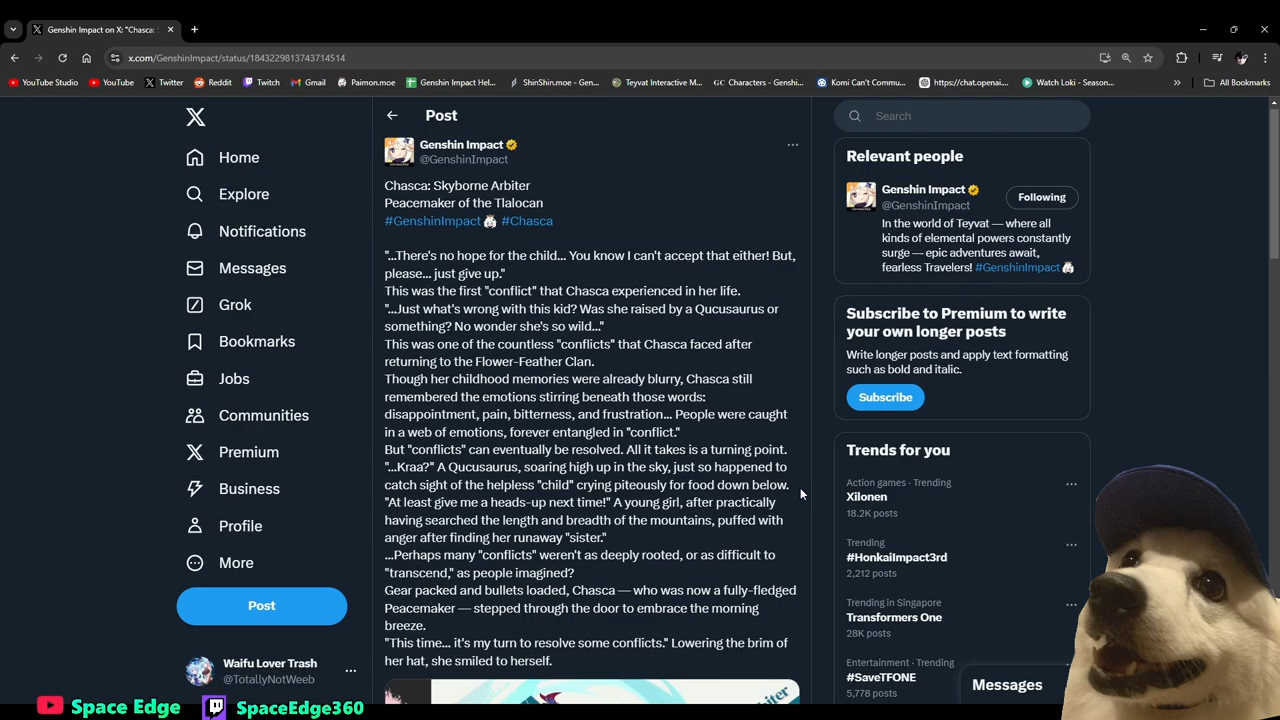 Genshin Impact on X: "Chasca:
x.com/GenshinImpact/status/1843229813743714514
YouTube Studio
YouTube
Twitter
Reddit
Twitch
Gmail
Paimon.moe
Genshin Impact Hel...
ShinShin.moe - Gen...
Teyvat Interactive M...
GC Characters - Genshi...
Komi Can't Commu...
https://chat.openai....
Watch Loki - Season...
»
All Bookmarks
Home
Explore
Notifications
Messages
Grok
Bookmarks
Jobs
Communities
Premium
Business
Profile
More
Post
Waifu Lover Trash
@TotallyNotWeeb
Post
Genshin Impact
@GenshinImpact
Chasca: Skyborne Arbiter
Peacemaker of the Tlalocan
#GenshinImpact #Chasca
"...There's no hope for the child... You know I can't accept that either! But,
please... just give up."
This was the first "conflict" that Chasca experienced in her life.
"...Just what's wrong with this kid? Was she raised by a Qucusaurus or
something? No wonder she's so wild..."
This was one of the countless "conflicts" that Chasca faced after
returning to the Flower-Feather Clan.
Though her childhood memories were already blurry, Chasca still
remembered the emotions stirring beneath those words:
disappointment, pain, bitterness, and frustration... People were caught
in a web of emotions, forever entangled in "conflict."
But "conflicts" can eventually be resolved. All it takes is a turning point.
"...Kraa?" A Qucusaurus, soaring high up in the sky, just so happened to
catch sight of the helpless "child" crying piteously for food down below.
"At least give me a heads-up next time!" A young girl, after practically
having searched the length and breadth of the mountains, puffed with
anger after finding her runaway "sister."
...Perhaps many "conflicts" weren't as deeply rooted, or as difficult to
"transcend," as people imagined?
Gear packed and bullets loaded, Chasca — who was now a fully-fledged
Peacemaker — stepped through the door to embrace the morning
breeze.
"This time... it's my turn to resolve some conflicts." Lowering the brim of
her hat, she smiled to herself.
Search
Relevant people
Genshin Impact
@GenshinImpact
Following
In the world of Teyvat — where all
kinds of elemental powers constantly
surge — epic adventures await,
fearless Travelers! #GenshinImpact
Subscribe to Premium to write
your own longer posts
Write longer posts and apply text formatting
such as bold and italic.
Subscribe
Trends for you
Action games · Trending
Xilonen
18.2K posts
Trending
#HonkaiImpact3rd
2,212 posts
Trending in Singapore
Transformers One
28K posts
Entertainment · Trending
#SaveTFONE
5,778 posts
Messages
Space Edge
SpaceEdge360